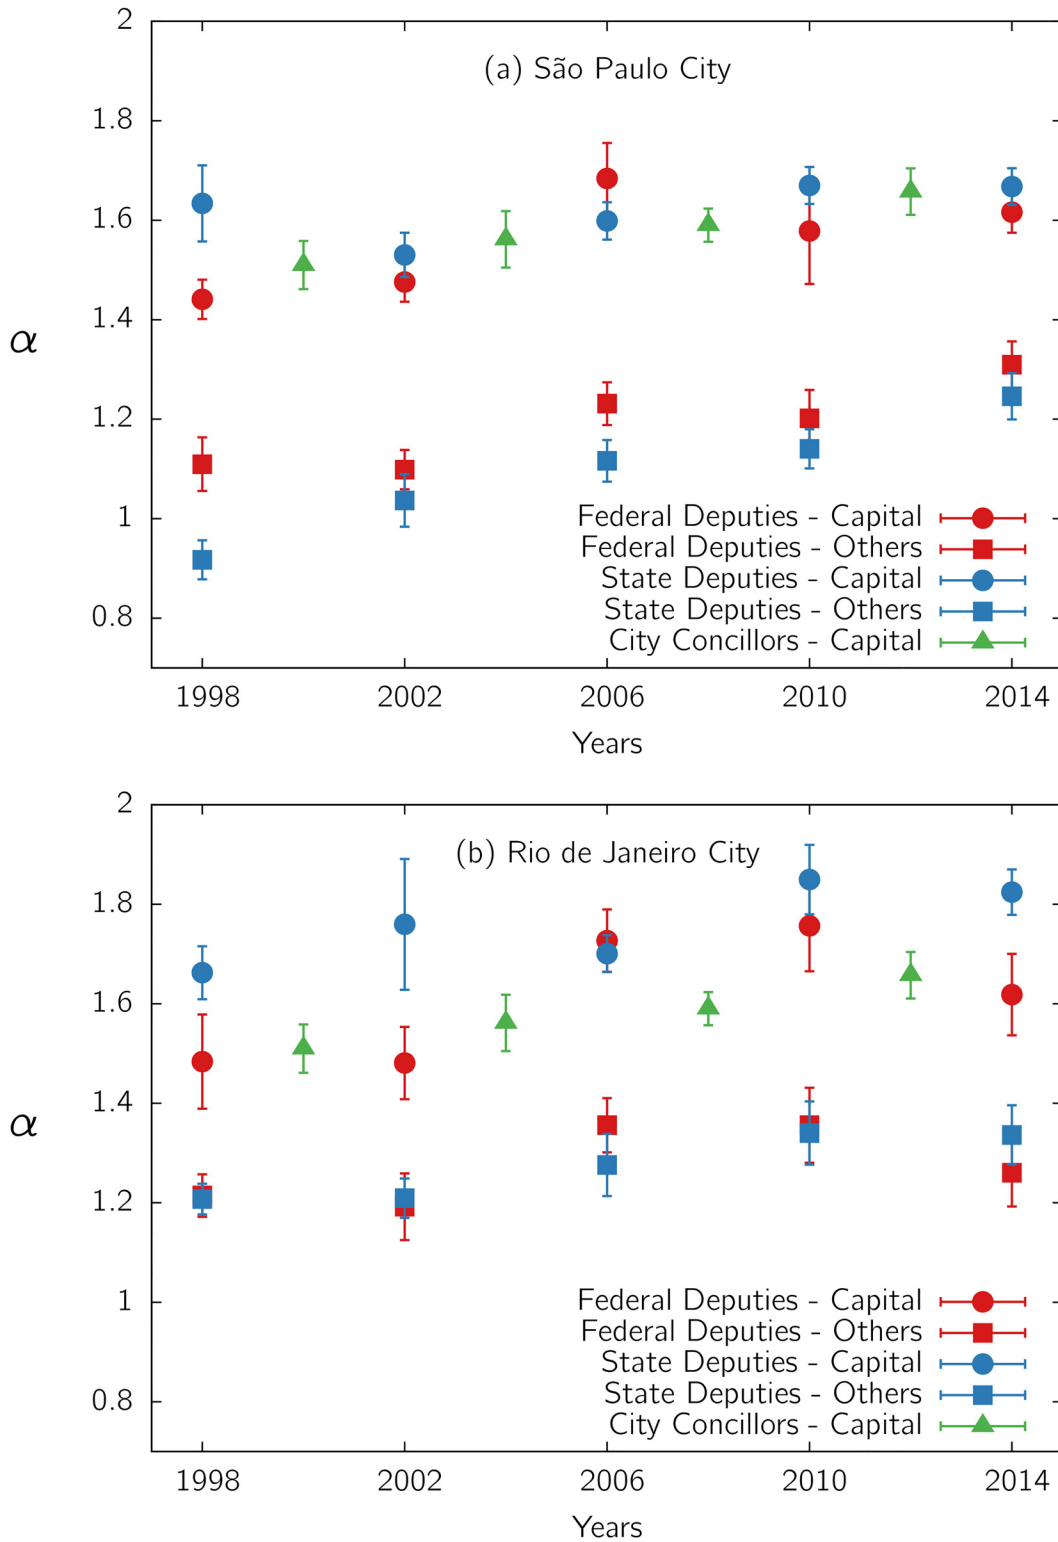 2
(a) São Paulo City
1.8
1.6
1.4
α
1.2
1
Federal Deputies - Capital
Federal Deputies - Others
State Deputies - Capital
State Deputies - Others
City Concillors - Capital
0.8
1998 2002 2006 2010 2014
Years
2
(b) Rio de Janeiro City
1.8
1.6
1.4
α
1.2
1
Federal Deputies - Capital
Federal Deputies - Others
State Deputies - Capital
State Deputies - Others
City Concillors - Capital
0.8
1998 2002 2006 2010 2014
Years